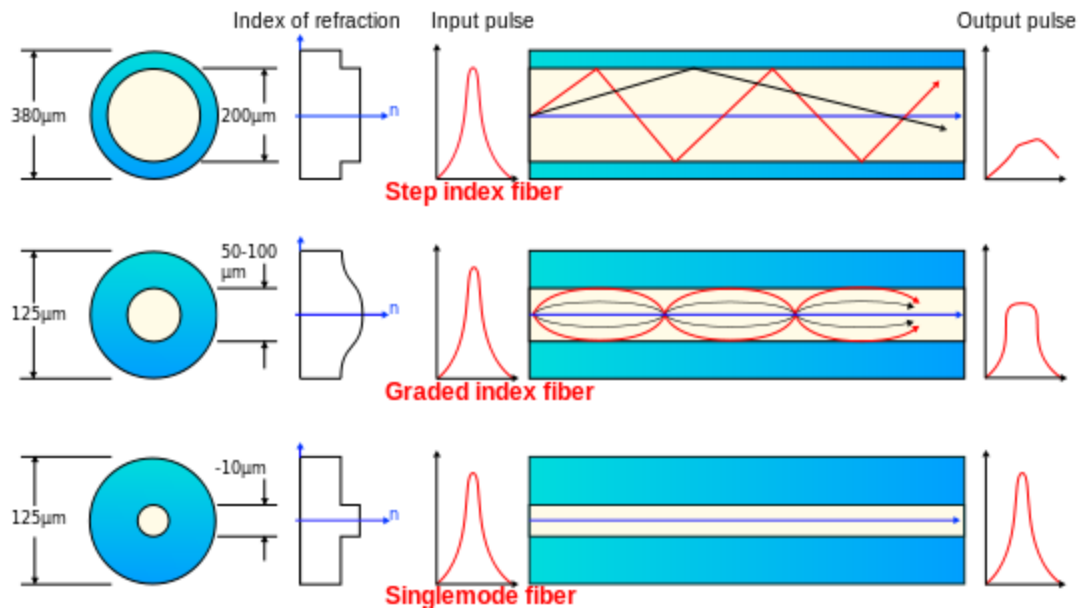 Index of refraction Input pulse Output pulse
380µm 200µm n
Step index fiber
50-100
µm
125µm n
Graded index fiber
-10µm
125µm n
Singlemode fiber